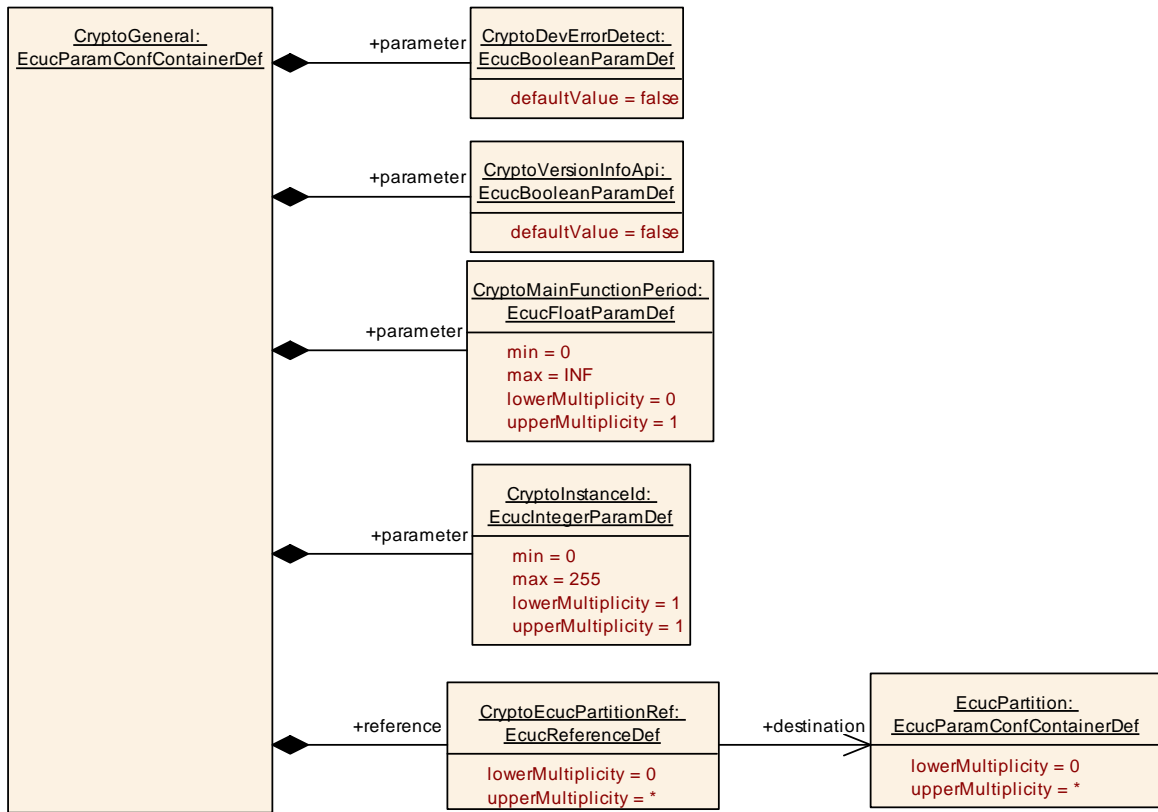 CryptoGeneral:
EcucParamConfContainerDef
+parameter
CryptoDevErrorDetect:
EcucBooleanParamDef
defaultValue = false
+parameter
CryptoVersionInfoApi:
EcucBooleanParamDef
defaultValue = false
+parameter
CryptoMainFunctionPeriod:
EcucFloatParamDef
min = 0
max = INF
lowerMultiplicity = 0
upperMultiplicity = 1
+parameter
CryptoInstanceId:
EcucIntegerParamDef
min = 0
max = 255
lowerMultiplicity = 1
upperMultiplicity = 1
+reference
CryptoEcucPartitionRef:
EcucReferenceDef
lowerMultiplicity = 0
upperMultiplicity = *
+destination
EcucPartition:
EcucParamConfContainerDef
lowerMultiplicity = 0
upperMultiplicity = *